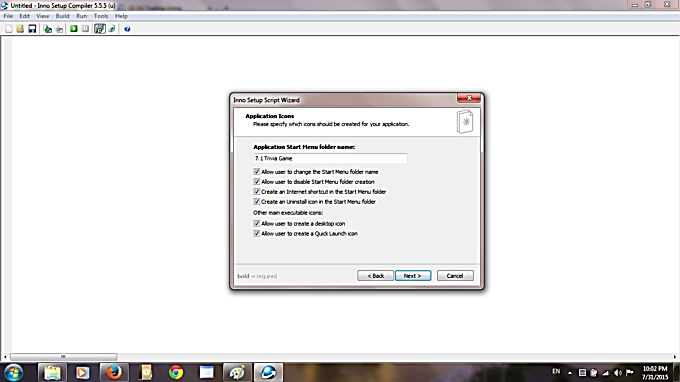 Untitled - Inno Setup Compiler 5.5.5 (u)
File Edit View Build Run Tools Help
Inno Setup Script Wizard
Application Icons
Please specify which icons should be created for your application.
Application Start Menu folder name:
7.1 Trivia Game
Allow user to change the Start Menu folder name
Allow user to disable Start Menu folder creation
Create an Internet shortcut in the Start Menu folder
Create an Uninstall icon in the Start Menu folder
Other main executable icons:
Allow user to create a desktop icon
Allow user to create a Quick Launch icon
bold = required
< Back Next > Cancel
EN
10:02 PM
7/31/2015